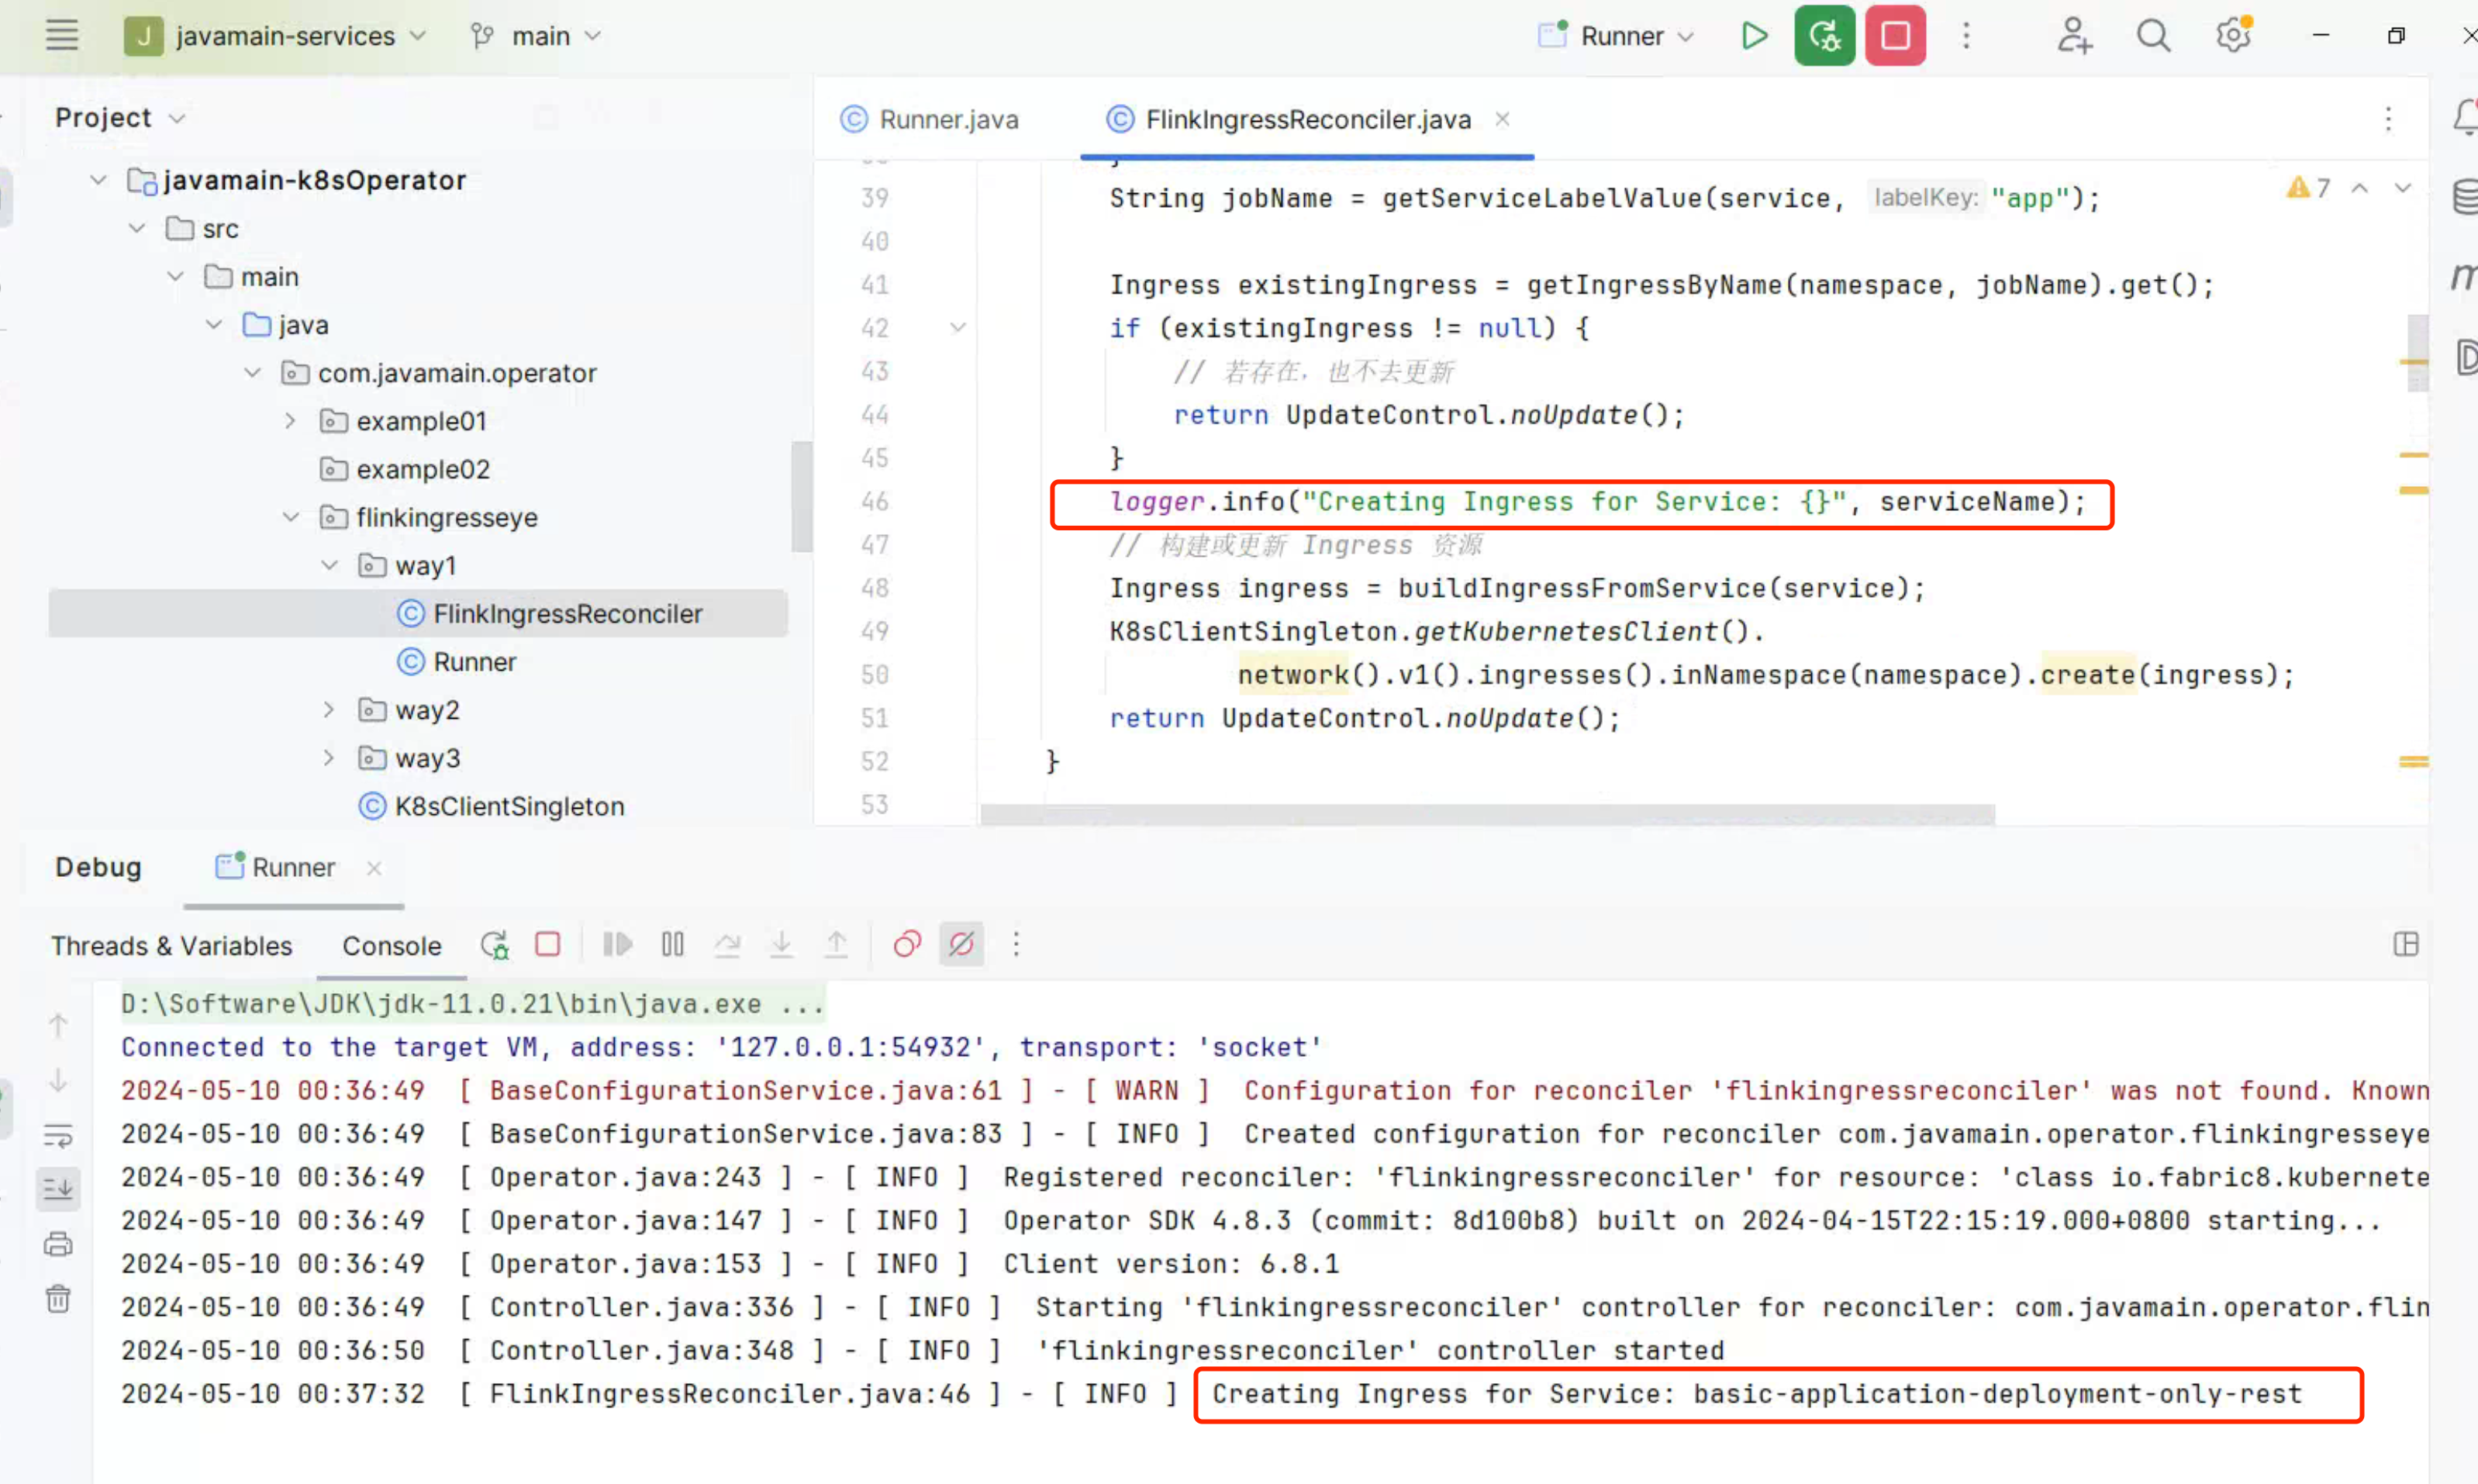 J javamain-services main Runner
Project
javamain-k8sOperator
src
main
java
com.javamain.operator
example01
example02
flinkingresseye
way1
FlinkIngressReconciler
Runner
way2
way3
K8sClientSingleton
Runner.java FlinkIngressReconciler.java
7
39 String jobName = getServiceLabelValue(service, labelKey: "app");
40
41 Ingress existingIngress = getIngressByName(namespace, jobName).get();
42 if (existingIngress != null) {
43 // 若存在，也不去更新
44 return UpdateControl.noUpdate();
45 }
46 logger.info("Creating Ingress for Service: {}", serviceName);
47 // 构建或更新 Ingress 资源
48 Ingress ingress = buildIngressFromService(service);
49 K8sClientSingleton.getKubernetesClient().
50 network().v1().ingresses().inNamespace(namespace).create(ingress);
51 return UpdateControl.noUpdate();
52 }
53
Debug Runner
Threads & Variables Console
D:\Software\JDK\jdk-11.0.21\bin\java.exe ...
Connected to the target VM, address: '127.0.0.1:54932', transport: 'socket'
2024-05-10 00:36:49 [ BaseConfigurationService.java:61 ] - [ WARN ] Configuration for reconciler 'flinkingressreconciler' was not found. Known
2024-05-10 00:36:49 [ BaseConfigurationService.java:83 ] - [ INFO ] Created configuration for reconciler com.javamain.operator.flinkingresseye
2024-05-10 00:36:49 [ Operator.java:243 ] - [ INFO ] Registered reconciler: 'flinkingressreconciler' for resource: 'class io.fabric8.kubernete
2024-05-10 00:36:49 [ Operator.java:147 ] - [ INFO ] Operator SDK 4.8.3 (commit: 8d100b8) built on 2024-04-15T22:15:19.000+0800 starting...
2024-05-10 00:36:49 [ Operator.java:153 ] - [ INFO ] Client version: 6.8.1
2024-05-10 00:36:49 [ Controller.java:336 ] - [ INFO ] Starting 'flinkingressreconciler' controller for reconciler: com.javamain.operator.flin
2024-05-10 00:36:50 [ Controller.java:348 ] - [ INFO ] 'flinkingressreconciler' controller started
2024-05-10 00:37:32 [ FlinkIngressReconciler.java:46 ] - [ INFO ] Creating Ingress for Service: basic-application-deployment-only-rest